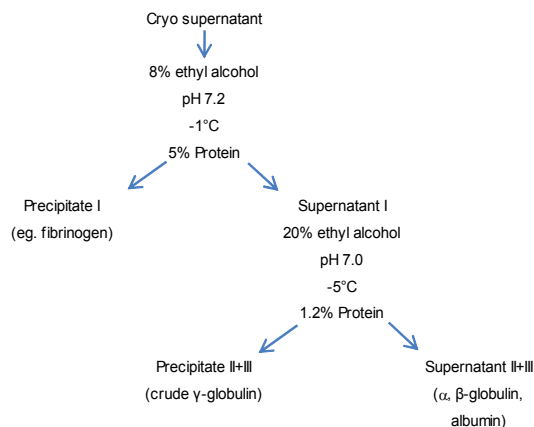 Cryo supernatant
8% ethyl alcohol
pH 7.2
-1°C
5% Protein
Precipitate I
(eg. fibrinogen)
Supernatant I
20% ethyl alcohol
pH 7.0
-5°C
1.2% Protein
Precipitate II+III
(crude γ-globulin)
Supernatant II+III
(α, β-globulin,
albumin)